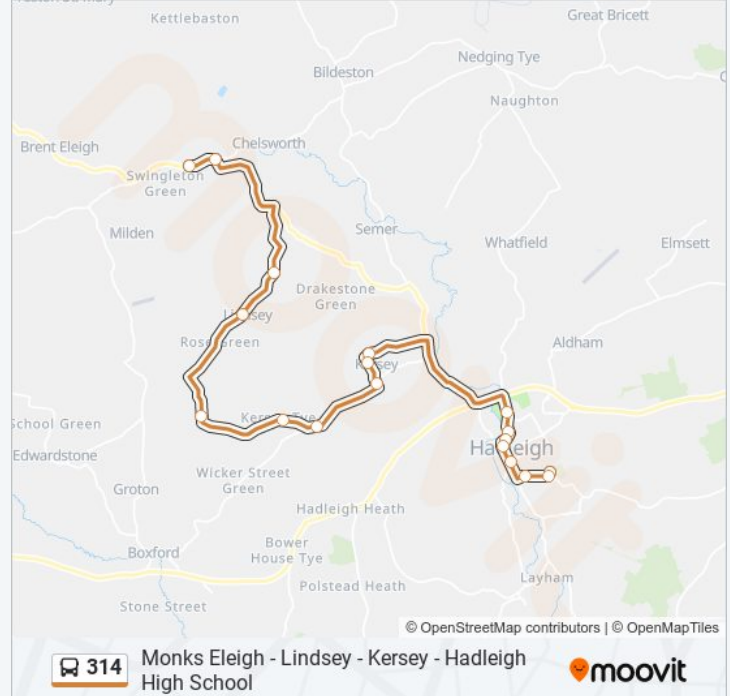 Kettlebaston
Great Bricett
Nedging Tye
Bildeston
Naughton
Brent Eleigh
Chelsworth
Swingleton
Green
Milden
Semer
Whatfield
Elmsett
Drakestone
Green
Lindsey
Rose Green
Aldham
Kersey
Kersey Tye
School Green
Hadleigh
Edwardstone
Wicker Street
Green
Groton
Hadleigh Heath
Bower
House Tye
Boxford
Polstead Heath
Layham
Stone Street
moovit
© OpenStreetMap contributors | © OpenMapTiles
314
Monks Eleigh - Lindsey - Kersey - Hadleigh
High School
moovit